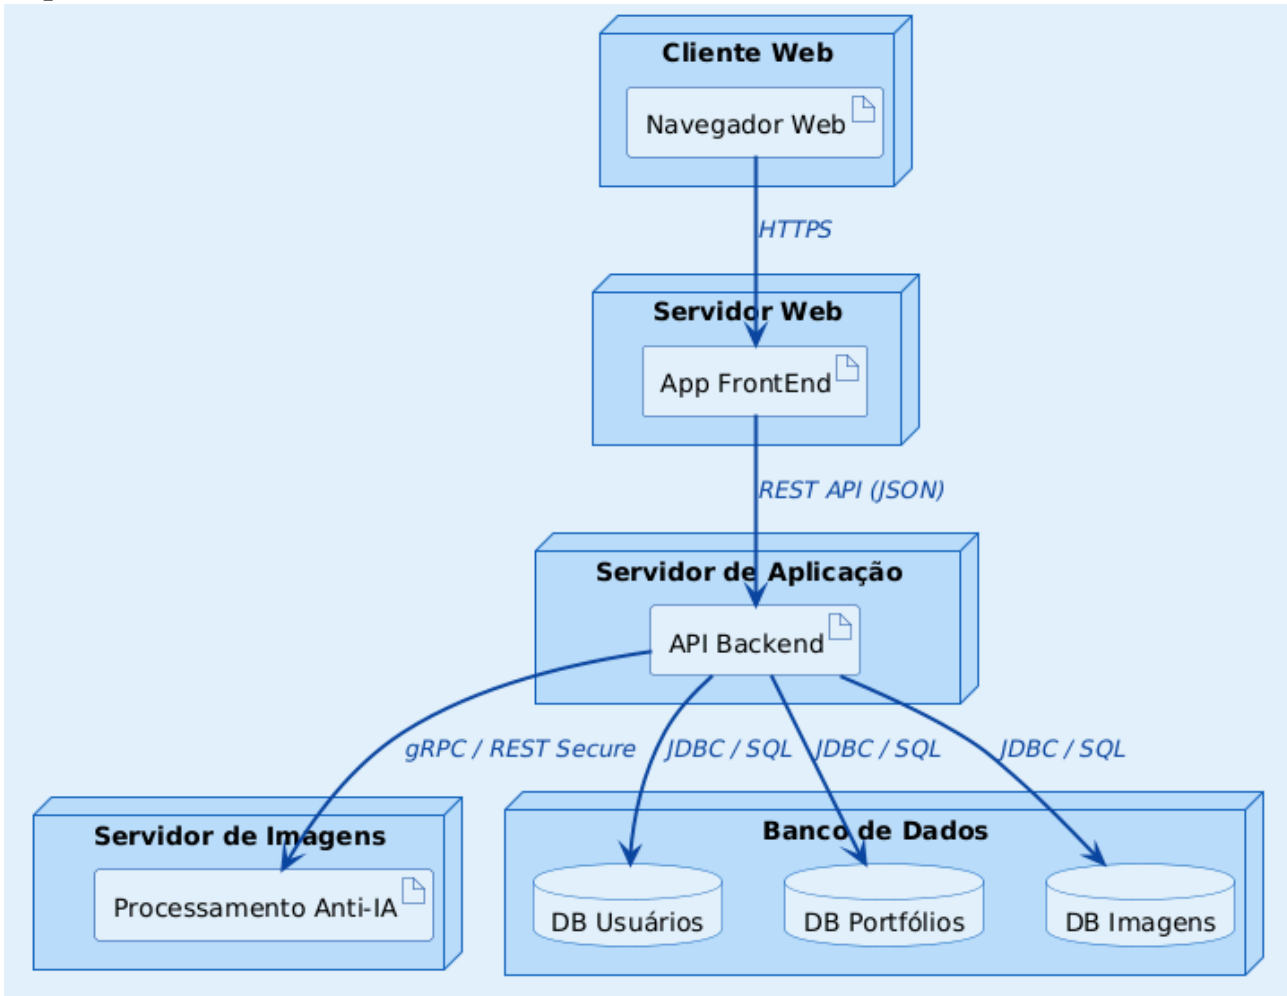 Cliente Web
Navegador Web
HTTPS
Servidor Web
App FrontEnd
REST API (JSON)
Servidor de Aplicação
API Backend
gRPC / REST Secure
JDBC / SQL
JDBC / SQL
JDBC / SQL
Servidor de Imagens
Processamento Anti-IA
Banco de Dados
DB Usuários
DB Portfólios
DB Imagens